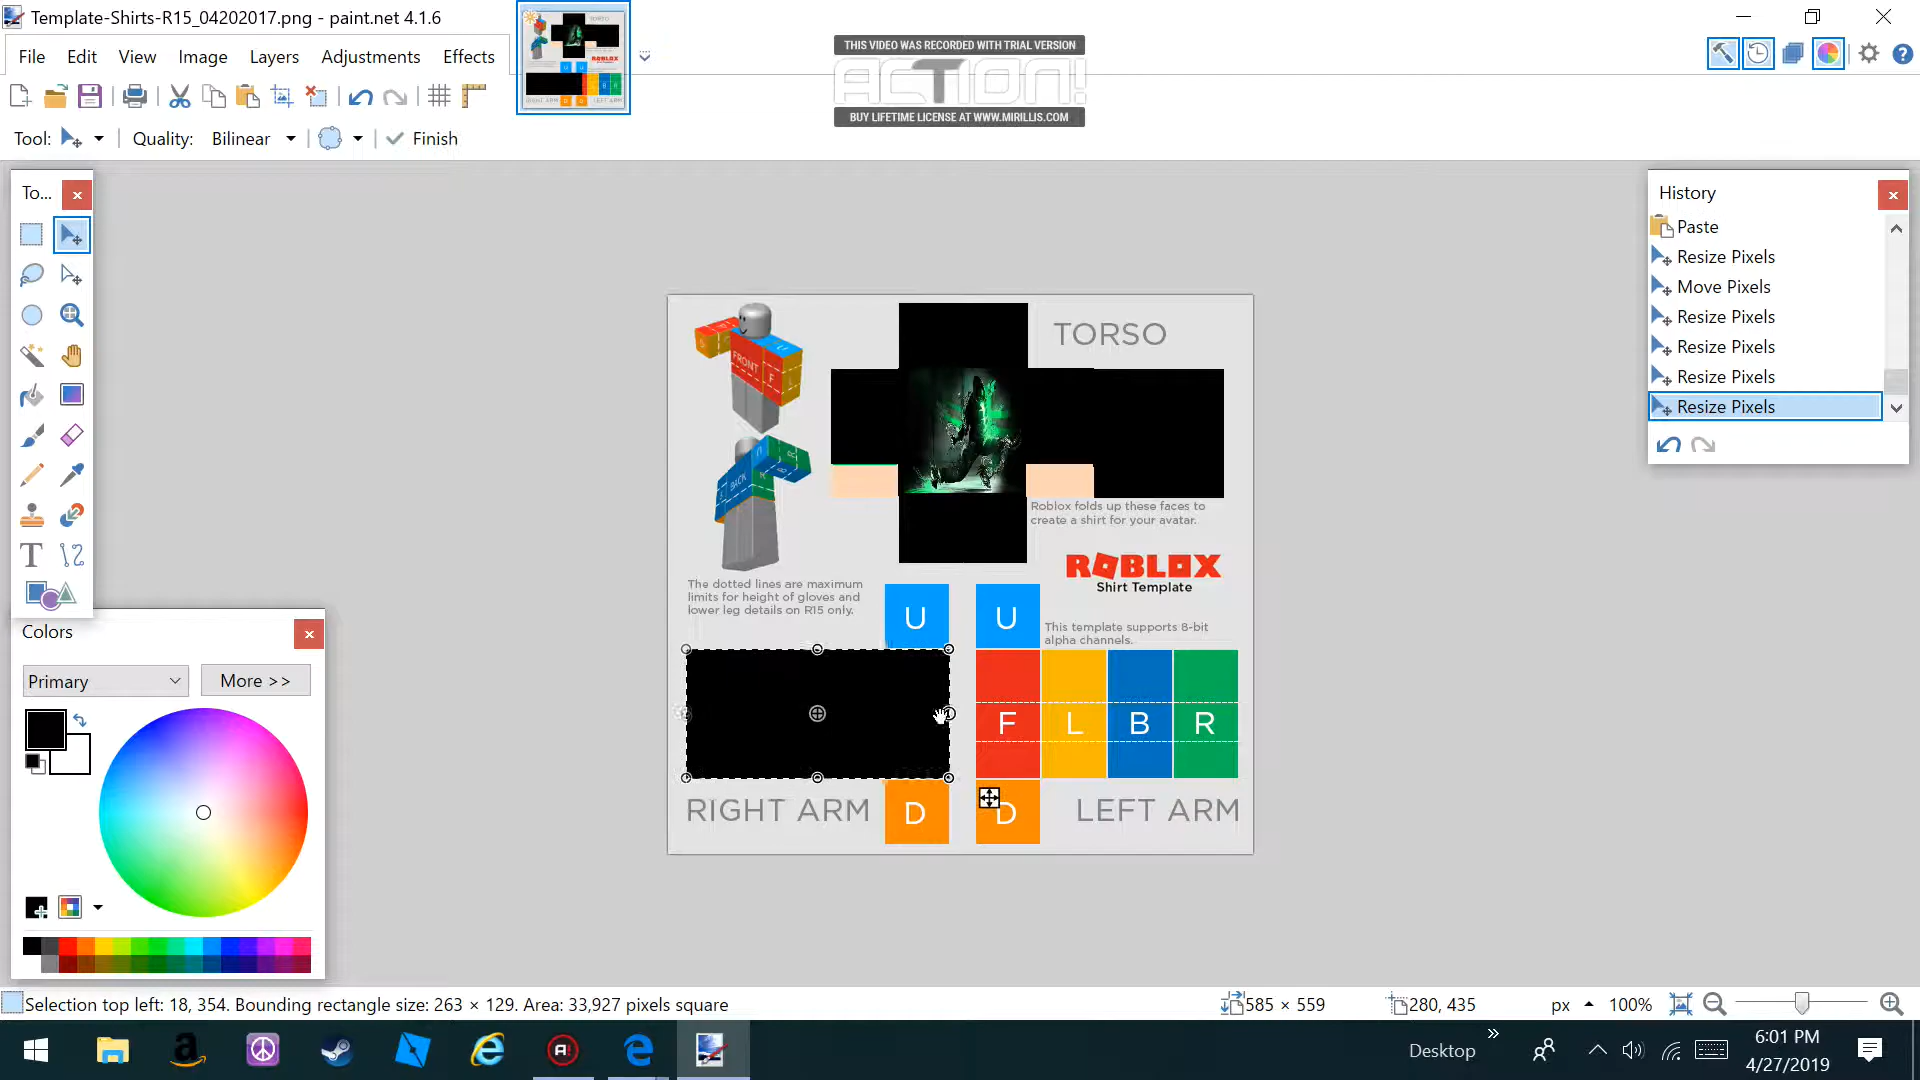 Template-Shirts-R15_04202017.png - paint.net 4.1.6
THIS VIDEO WAS RECORDED WITH TRIAL VERSION
ACTION!
BUY LIFETIME LICENSE AT WWW.MIRILLIS.COM
File Edit View Image Layers Adjustments Effects
Tool: Quality: Bilinear Finish
To...
History
Paste
Resize Pixels
Move Pixels
Resize Pixels
Resize Pixels
Resize Pixels
Resize Pixels
TORSO
FRONT F
BACK R
Roblox folds up these faces to
create a shirt for your avatar.
ROBLOX
Shirt Template
The dotted lines are maximum
limits for height of gloves and
lower leg details on R15 only.
U U
This template supports 8-bit
alpha channels.
F L B R
RIGHT ARM D D LEFT ARM
Colors
Primary More >>
Selection top left: 18, 354. Bounding rectangle size: 263 × 129. Area: 33,927 pixels square
585 × 559
280, 435
px 100%
Desktop
6:01 PM
4/27/2019